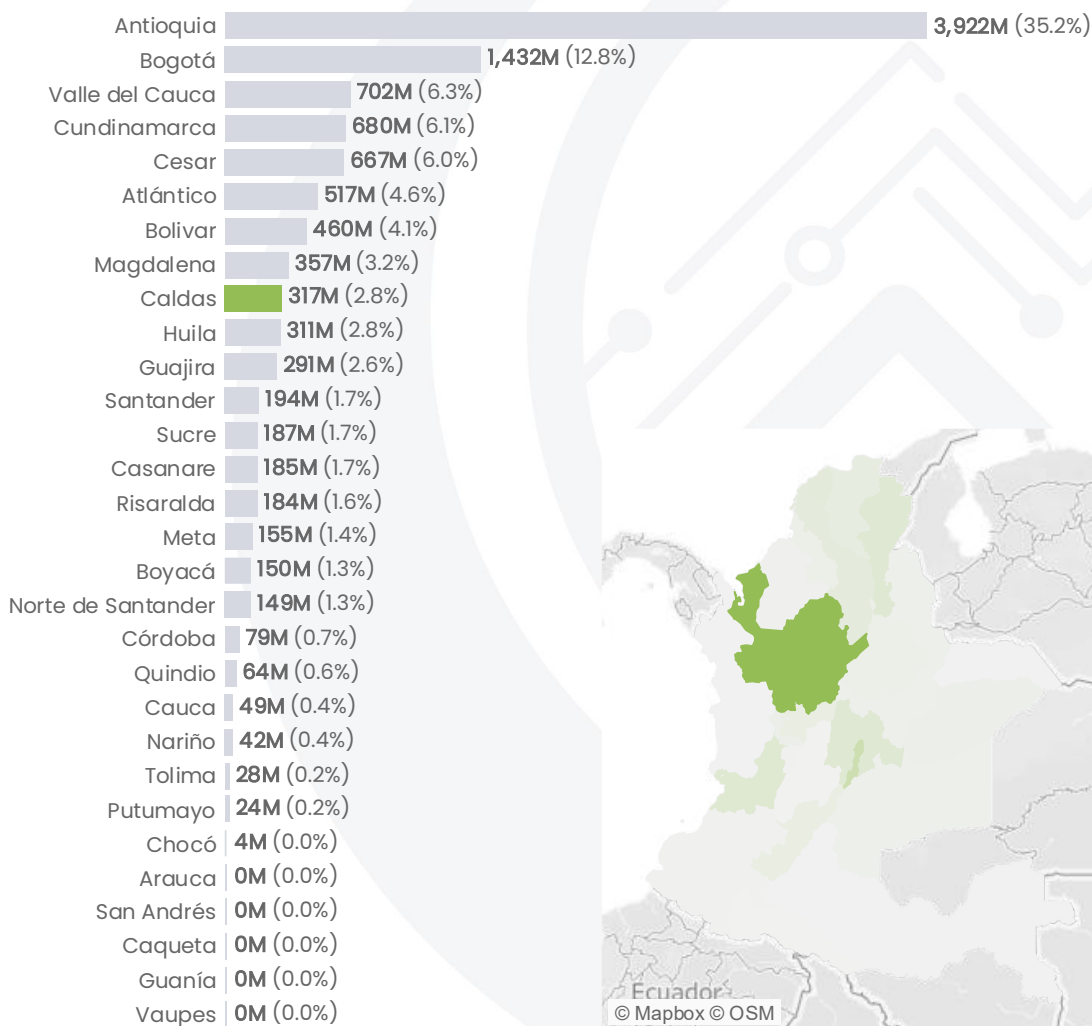 Antioquia 3,922M (35.2%)
Bogotá 1,432M (12.8%)
Valle del Cauca 702M (6.3%)
Cundinamarca 680M (6.1%)
Cesar 667M (6.0%)
Atlántico 517M (4.6%)
Bolivar 460M (4.1%)
Magdalena 357M (3.2%)
Caldas 317M (2.8%)
Huila 311M (2.8%)
Guajira 291M (2.6%)
Santander 194M (1.7%)
Sucre 187M (1.7%)
Casanare 185M (1.7%)
Risaralda 184M (1.6%)
Meta 155M (1.4%)
Boyacá 150M (1.3%)
Norte de Santander 149M (1.3%)
Córdoba 79M (0.7%)
Quindio 64M (0.6%)
Cauca 49M (0.4%)
Nariño 42M (0.4%)
Tolima 28M (0.2%)
Putumayo 24M (0.2%)
Chocó 4M (0.0%)
Arauca 0M (0.0%)
San Andrés 0M (0.0%)
Caqueta 0M (0.0%)
Guanía 0M (0.0%)
Vaupes 0M (0.0%)
Ecuador
© Mapbox © OSM